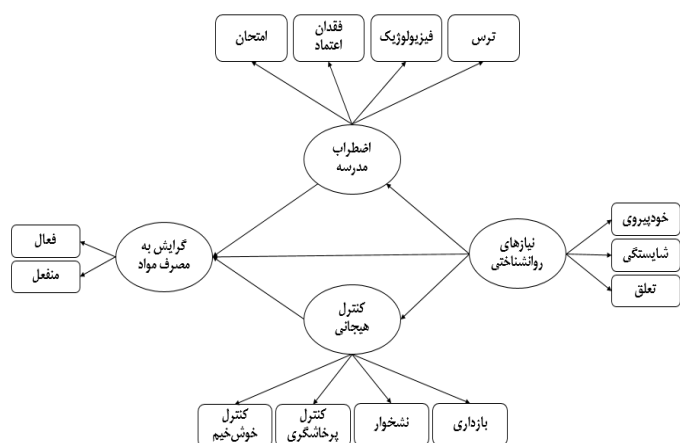 ترس
فیزیولوژیک
فقدان
اعتماد
امتحان
اضطراب
مدرسه
خودپیروی
شایستگی
تعلق
نیازهای
روانشناختی
گرایش به
مصرف مواد
فعال
منفعل
کنترل
هیجانی
بازداری
نشخوار
کنترل
پرخاشگری
کنترل
خوش‌خیم